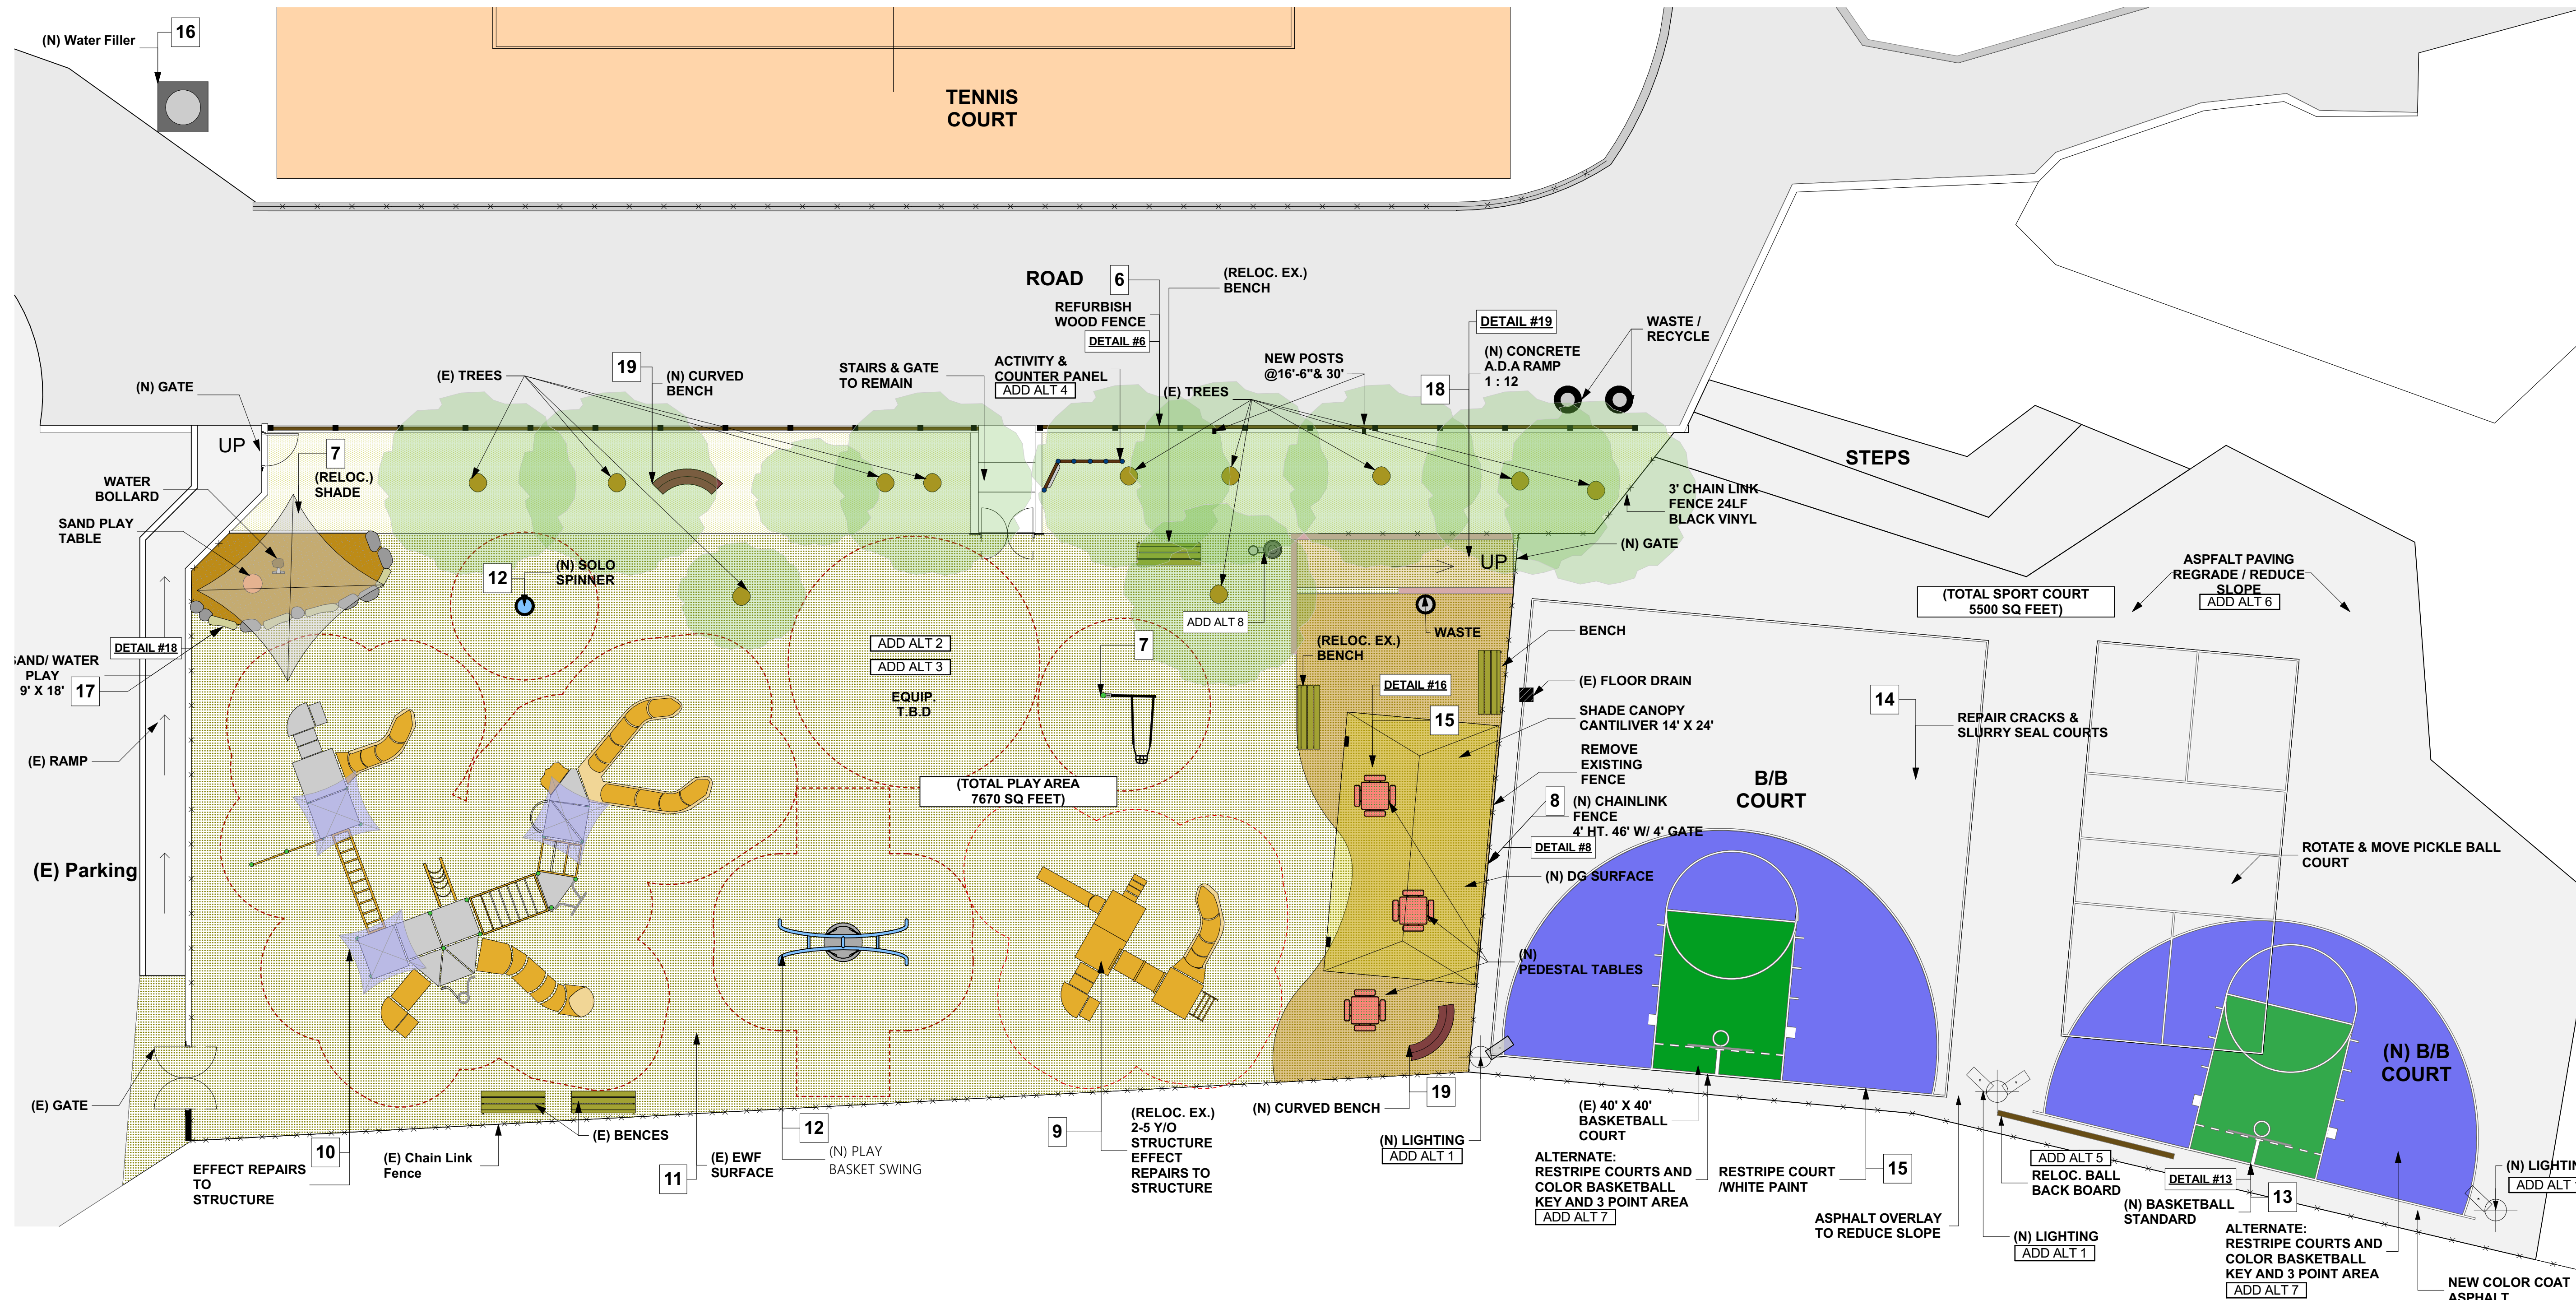 16
(N) Water Filler
TENNIS
COURT
ROAD
6
(RELOC. EX.)
BENCH
REFURBISH
WOOD FENCE
DETAIL #6
DETAIL #19
WASTE /
RECYCLE
(N) GATE
(E) TREES
19
(N) CURVED
BENCH
STAIRS & GATE
TO REMAIN
ACTIVITY &
COUNTER PANEL
ADD ALT 4
(E) TREES
NEW POSTS
@16'-6"& 30'
18
(N) CONCRETE
A.D.A RAMP
1 : 12
UP
7
(RELOC.)
SHADE
WATER
BOLLARD
SAND PLAY
TABLE
STEPS
3' CHAIN LINK
FENCE 24LF
BLACK VINYL
(N) GATE
UP
12
(N) SOLO
SPINNER
ASPFALT PAVING
REGRADE / REDUCE
SLOPE
ADD ALT 6
(TOTAL SPORT COURT
5500 SQ FEET)
ADD ALT 8
WASTE
BENCH
DETAIL #18
SAND/ WATER
PLAY
9' X 18'
17
ADD ALT 2
ADD ALT 3
EQUIP.
T.B.D
7
(RELOC. EX.)
BENCH
DETAIL #16
15
(E) FLOOR DRAIN
SHADE CANOPY
CANTILIVER 14' X 24'
14
REPAIR CRACKS &
SLURRY SEAL COURTS
(E) RAMP
REMOVE
EXISTING
FENCE
(TOTAL PLAY AREA
7670 SQ FEET)
B/B
COURT
8
(N) CHAINLINK
FENCE
4' HT. 46' W/ 4' GATE
DETAIL #8
ROTATE & MOVE PICKLE BALL
COURT
(E) Parking
(N) DG SURFACE
(N)
PEDESTAL TABLES
(N) B/B
COURT
(E) GATE
(E) BENCES
10
EFFECT REPAIRS
TO
STRUCTURE
(E) Chain Link
Fence
11
(E) EWF
SURFACE
12
(N) PLAY
BASKET SWING
9
(RELOC. EX.)
2-5 Y/O
STRUCTURE
EFFECT
REPAIRS TO
STRUCTURE
(N) CURVED BENCH
19
(N) LIGHTING
ADD ALT 1
(E) 40' X 40'
BASKETBALL
COURT
ALTERNATE:
RESTRIPE COURTS AND
COLOR BASKETBALL
KEY AND 3 POINT AREA
ADD ALT 7
RESTRIPE COURT
/WHITE PAINT
15
ASPHALT OVERLAY
TO REDUCE SLOPE
(N) LIGHTING
ADD ALT 1
ADD ALT 5
RELOC. BALL
BACK BOARD
DETAIL #13
(N) BASKETBALL
STANDARD
13
ALTERNATE:
RESTRIPE COURTS AND
COLOR BASKETBALL
KEY AND 3 POINT AREA
ADD ALT 7
(N) LIGHTIN
ADD ALT
NEW COLOR COAT
ASPHALT